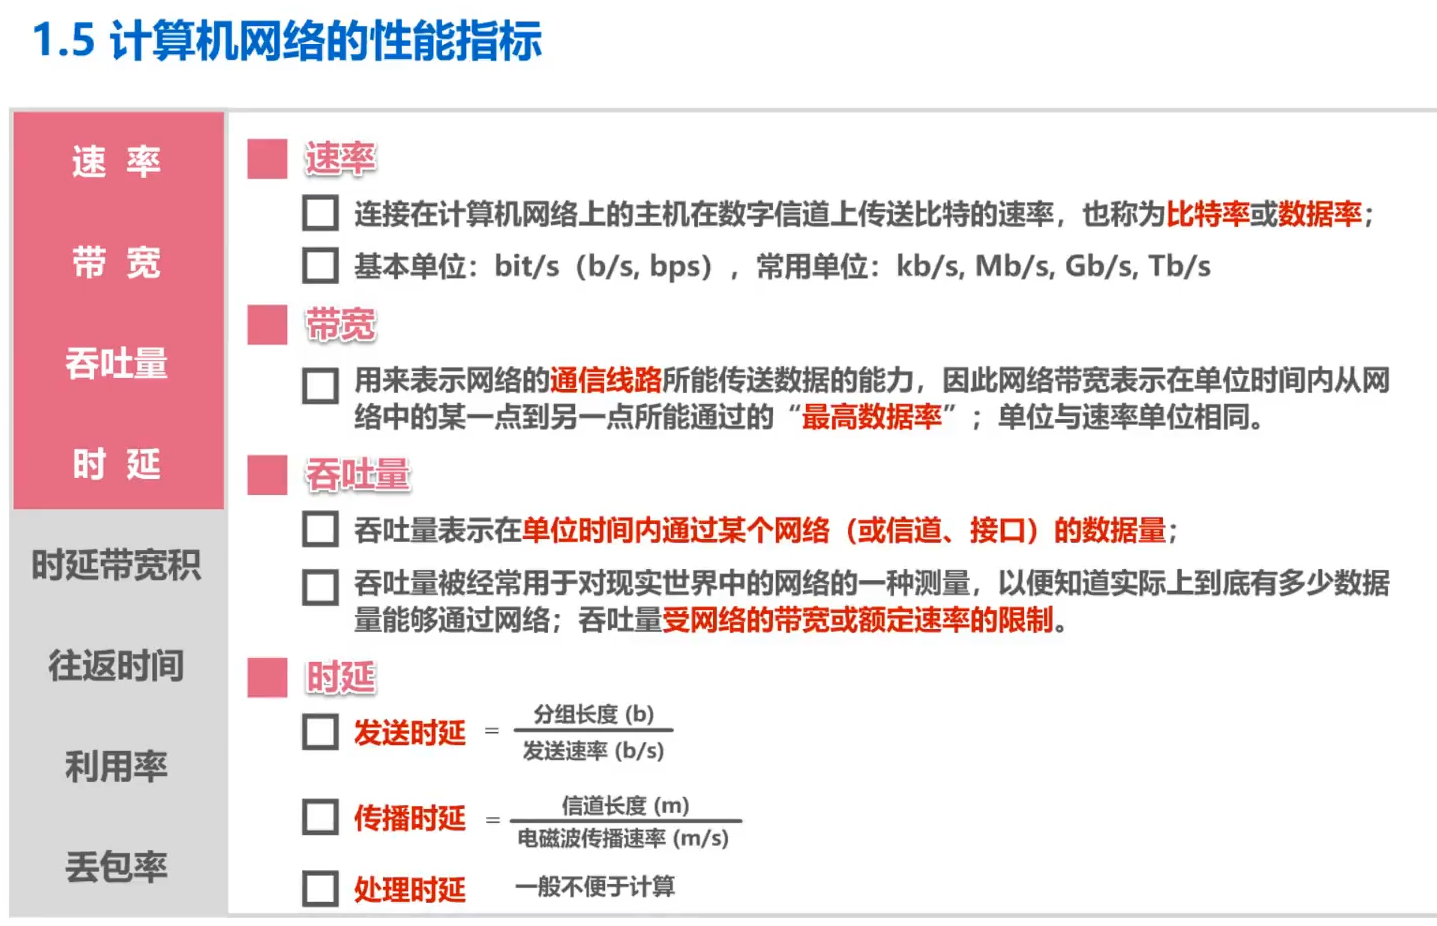 1.5 计算机网络的性能指标
速 率
带 宽
吞吐量
时 延
时延带宽积
往返时间
利用率
丢包率
速率
连接在计算机网络上的主机在数字信道上传送比特的速率，也称为比特率或数据率；
基本单位：bit/s（b/s, bps），常用单位：kb/s, Mb/s, Gb/s, Tb/s
带宽
用来表示网络的通信线路所能传送数据的能力，因此网络带宽表示在单位时间内从网
络中的某一点到另一点所能通过的“最高数据率”；单位与速率单位相同。
吞吐量
吞吐量表示在单位时间内通过某个网络（或信道、接口）的数据量；
吞吐量被经常用于对现实世界中的网络的一种测量，以便知道实际上到底有多少数据
量能够通过网络；吞吐量受网络的带宽或额定速率的限制。
时延
发送时延 =
分组长度 (b)
发送速率 (b/s)
传播时延 =
信道长度 (m)
电磁波传播速率 (m/s)
处理时延 一般不便于计算